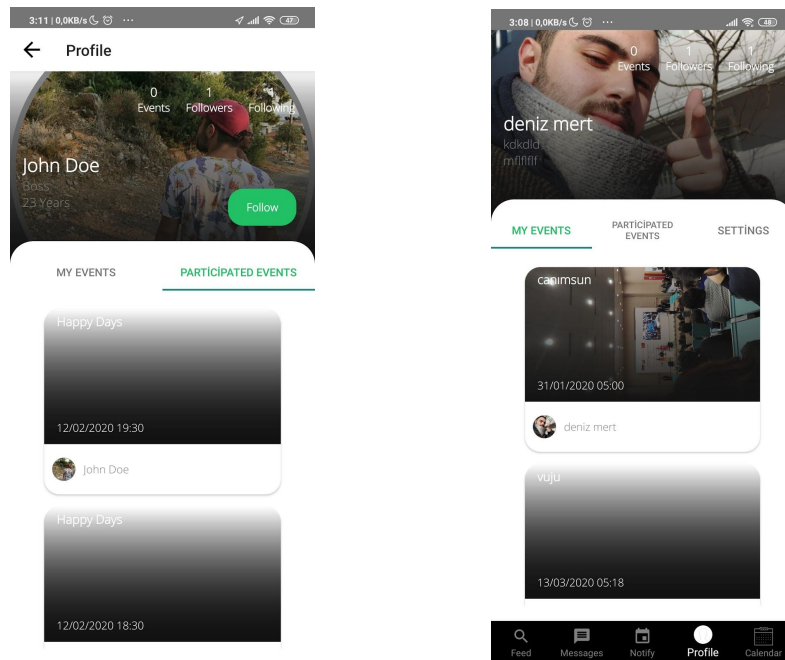 3:11 | 0,0KB/s ... 47
Profile
0 1 1
Events Followers Following
John Doe
Boss
23 Years
Follow
MY EVENTS PARTİCİPATED EVENTS
Happy Days
12/02/2020 19:30
John Doe
Happy Days
12/02/2020 18:30
3:08 | 0,0KB/s ... 48
0 1 1
Events Followers Following
deniz mert
kdkdld
mflflflf
MY EVENTS PARTİCİPATED EVENTS SETTİNGS
canımsun
31/01/2020 05:00
deniz mert
vuju
13/03/2020 05:18
Feed Messages Notify Profile Calendar